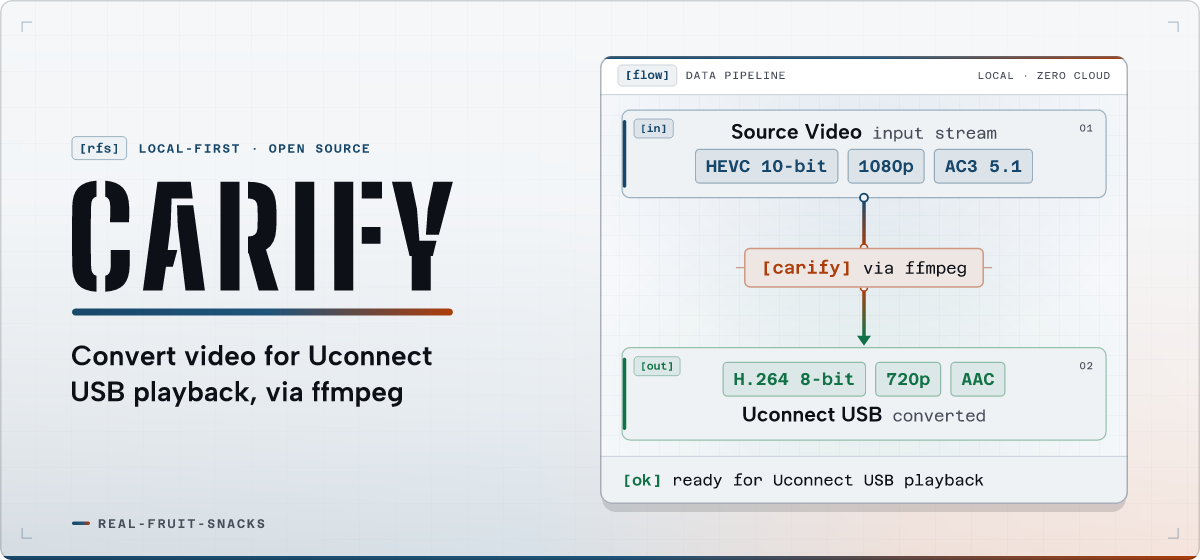 [rfs] LOCAL-FIRST · OPEN SOURCE
CARIFY
Convert video for Uconnect
USB playback, via ffmpeg
REAL-FRUIT-SNACKS
[flow] DATA PIPELINE LOCAL · ZERO CLOUD
[in] Source Video input stream 01
HEVC 10-bit 1080p AC3 5.1
[carify] via ffmpeg
[out] H.264 8-bit 720p AAC 02
Uconnect USB converted
[ok] ready for Uconnect USB playback